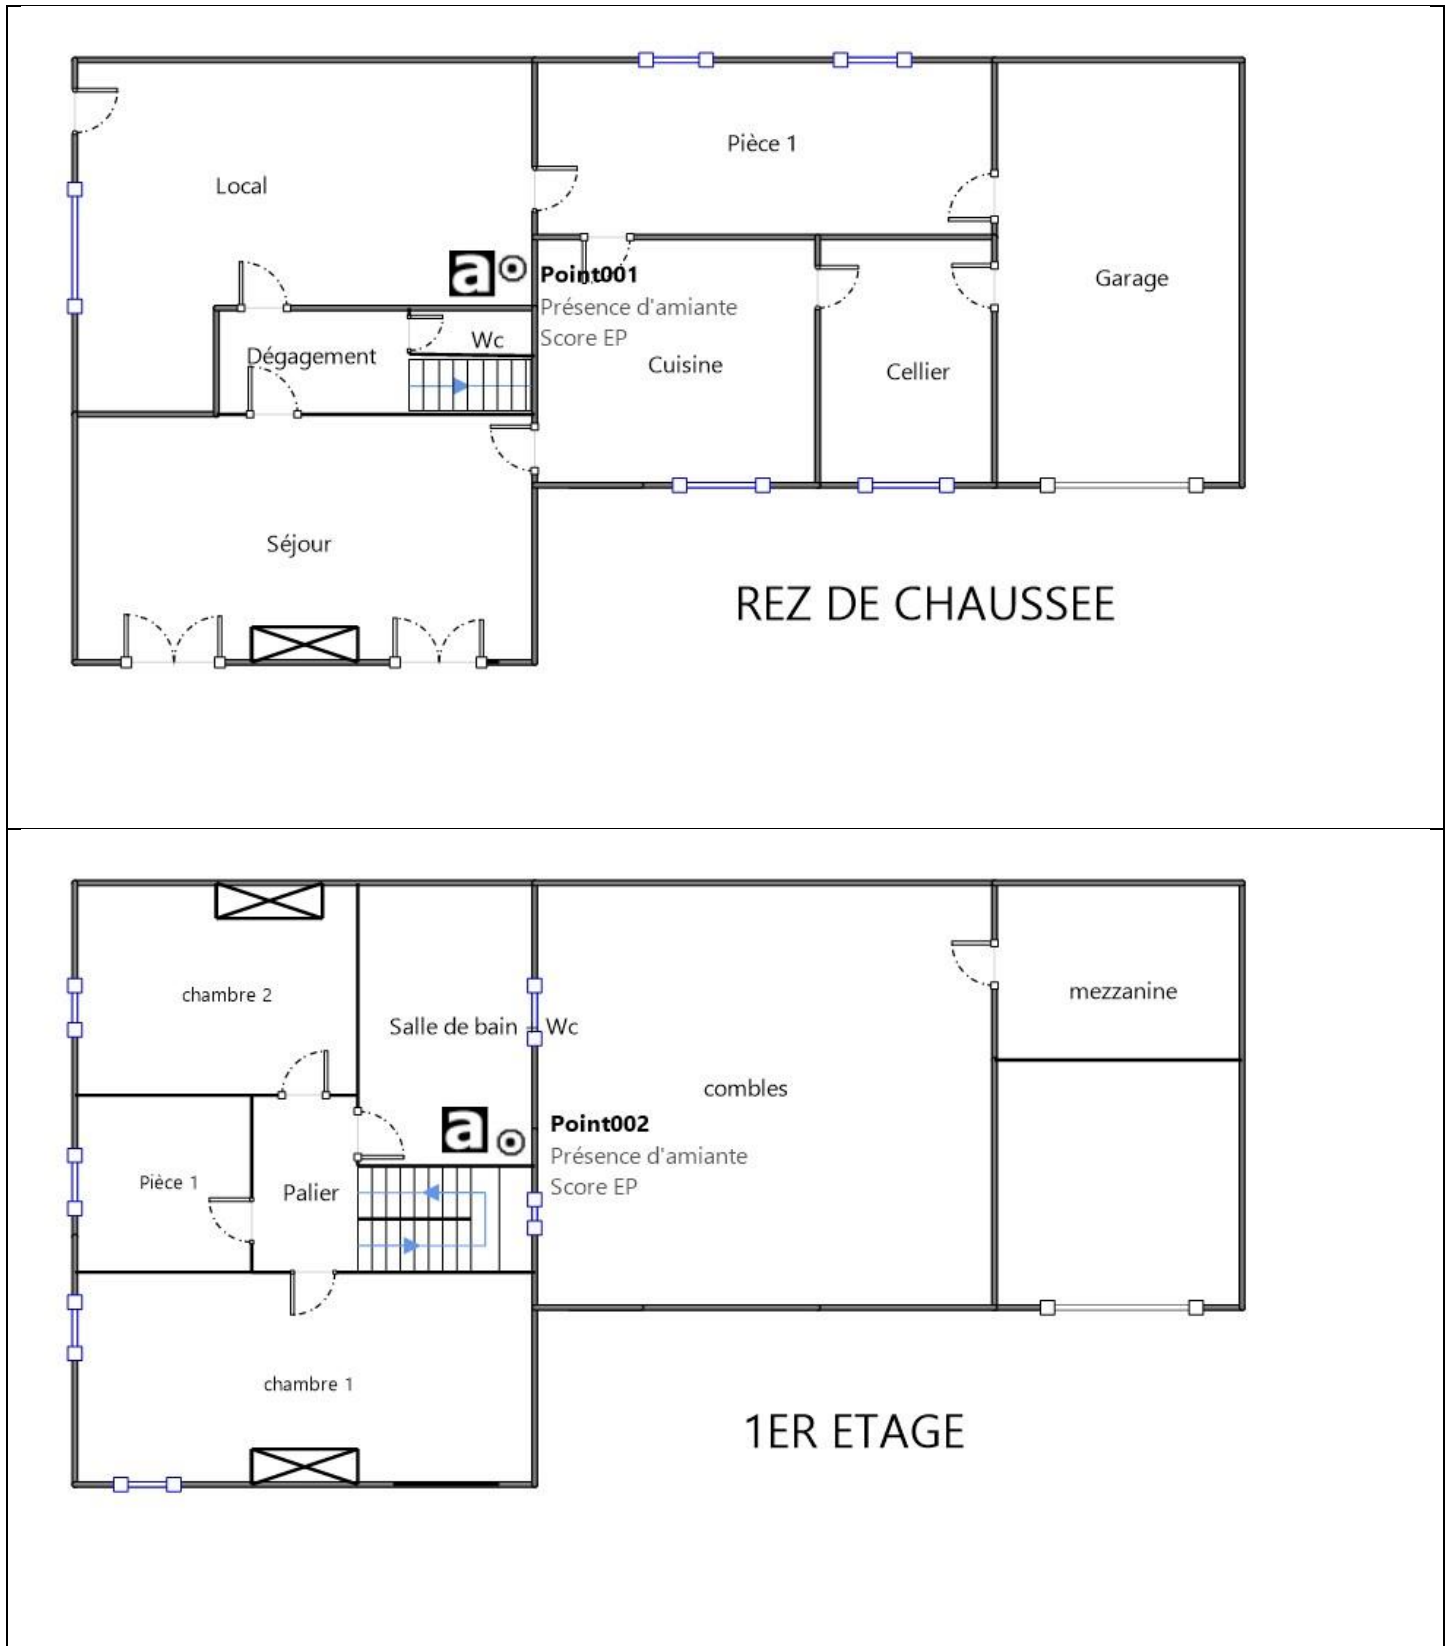 Pièce 1
Local
Garage
a
Point001
Présence d'amiante
Score EP
Wc
Dégagement
Cuisine
Cellier
Séjour
REZ DE CHAUSSEE
chambre 2
mezzanine
Salle de bain - Wc
combles
a
Point002
Présence d'amiante
Score EP
Pièce 1
Palier
chambre 1
1ER ETAGE